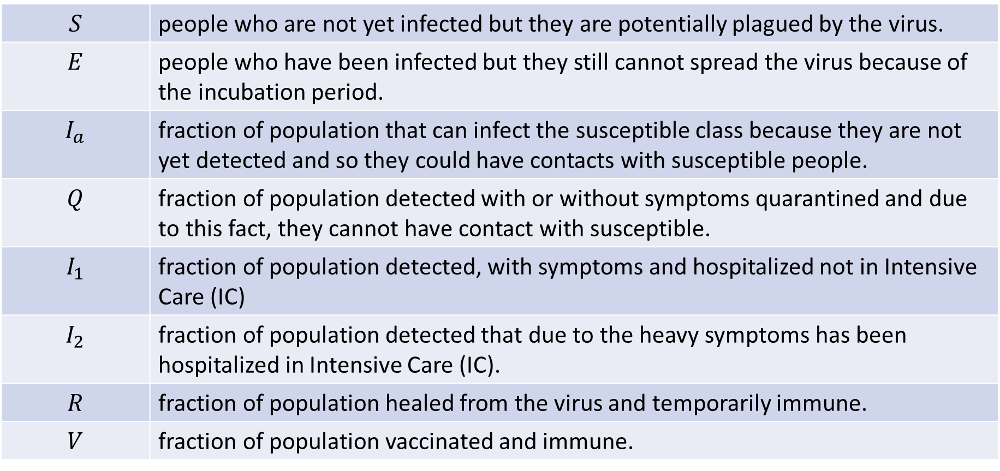 S people who are not yet infected but they are potentially plagued by the virus.
E people who have been infected but they still cannot spread the virus because of
the incubation period.
Iₐ fraction of population that can infect the susceptible class because they are not
yet detected and so they could have contacts with susceptible people.
Q fraction of population detected with or without symptoms quarantined and due
to this fact, they cannot have contact with susceptible.
I₁ fraction of population detected, with symptoms and hospitalized not in Intensive
Care (IC)
I₂ fraction of population detected that due to the heavy symptoms has been
hospitalized in Intensive Care (IC).
R fraction of population healed from the virus and temporarily immune.
V fraction of population vaccinated and immune.